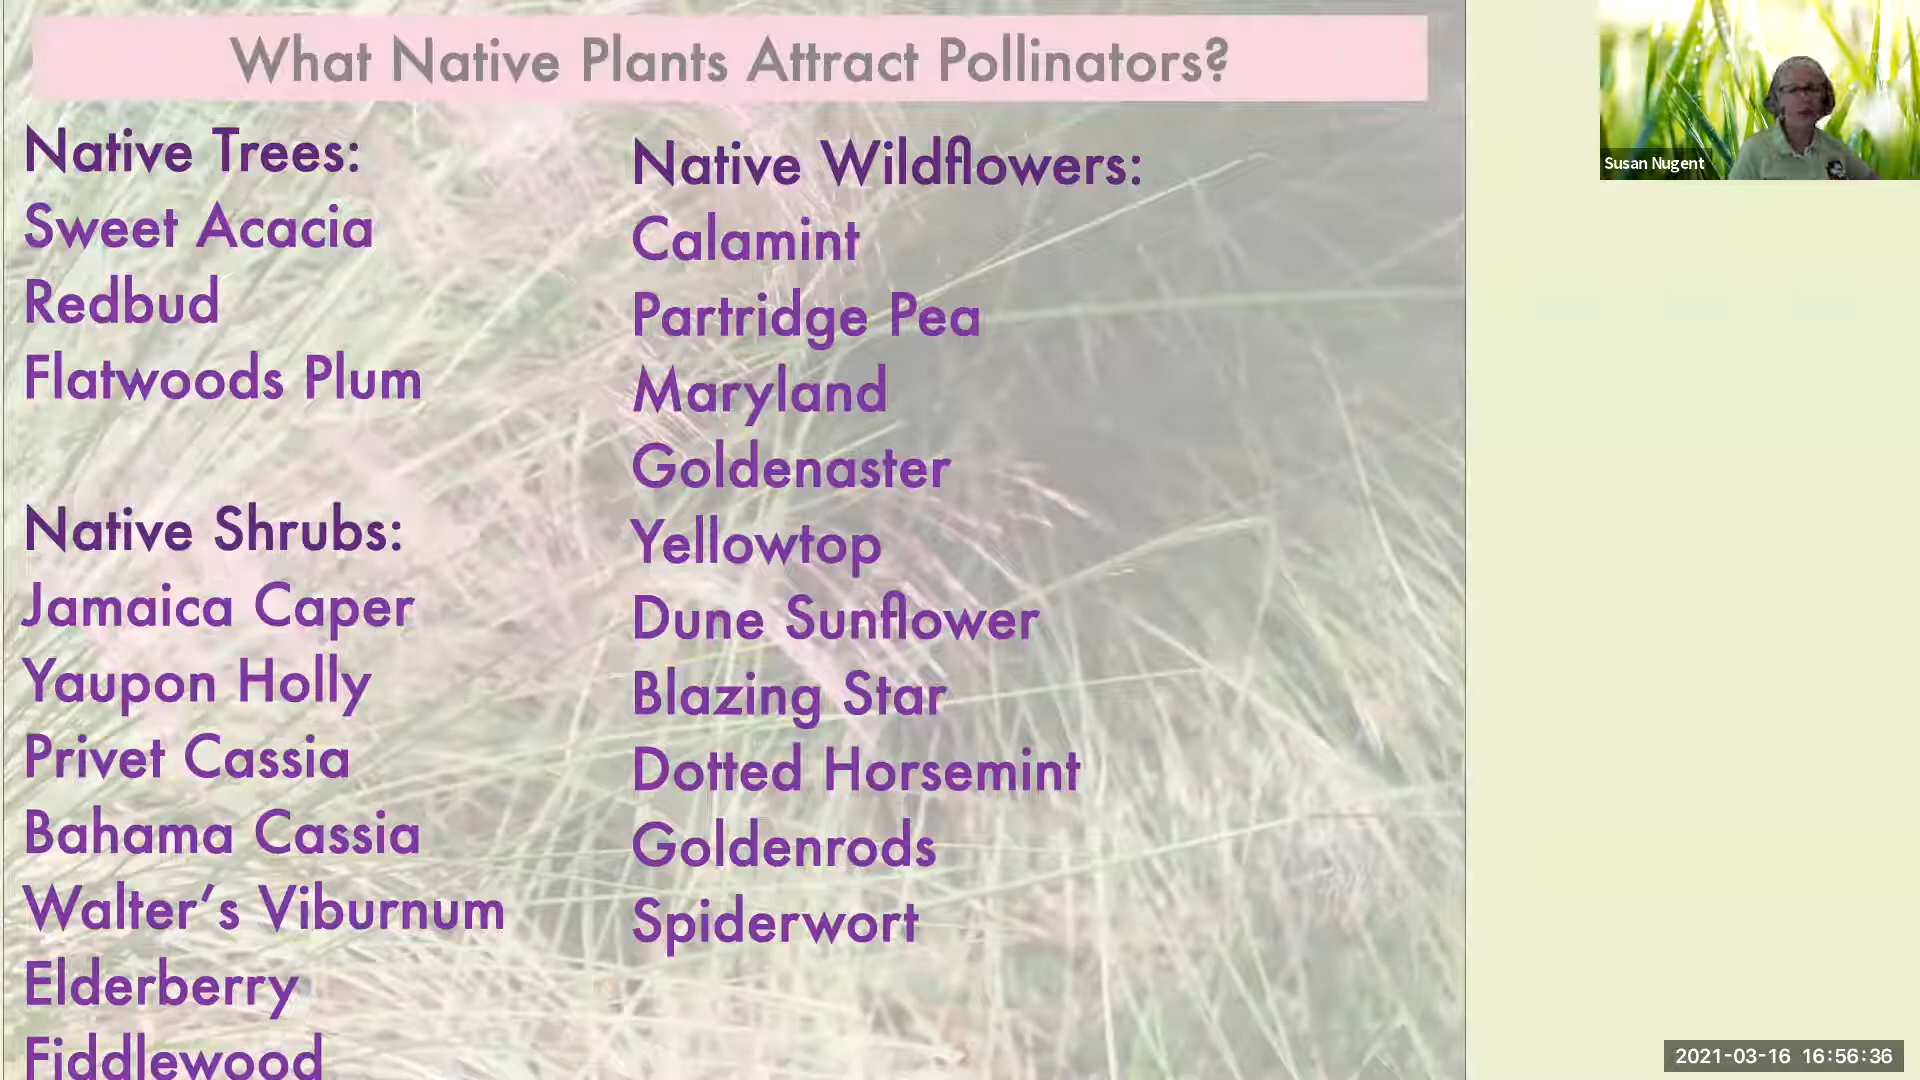 What Native Plants Attract Pollinators?
Native Trees:
Sweet Acacia
Redbud
Flatwoods Plum
Native Shrubs:
Jamaica Caper
Yaupon Holly
Privet Cassia
Bahama Cassia
Walter’s Viburnum
Elderberry
Fiddlewood
Native Wildflowers:
Calamint
Partridge Pea
Maryland
Goldenaster
Yellowtop
Dune Sunflower
Blazing Star
Dotted Horsemint
Goldenrods
Spiderwort
Susan Nugent
2021-03-16 16:56:36